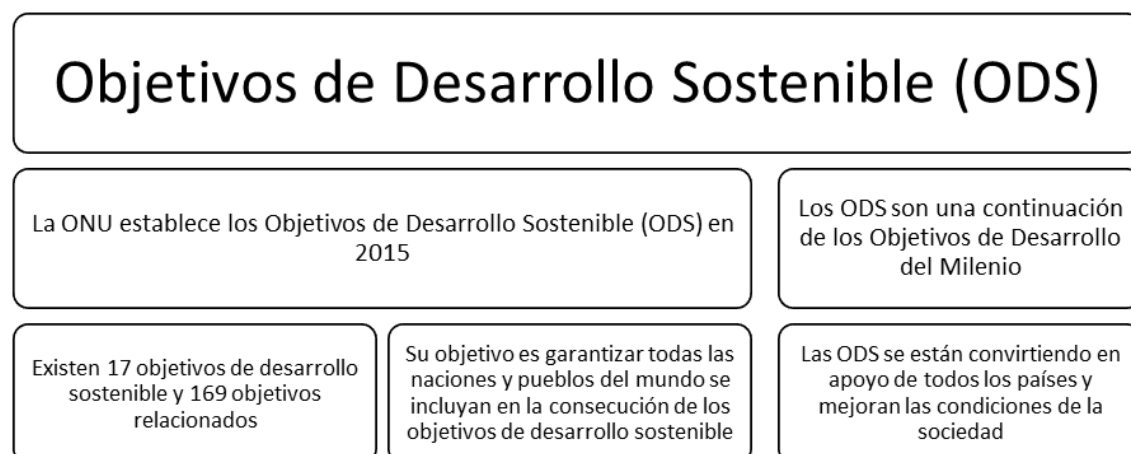 Objetivos de Desarrollo Sostenible (ODS)
La ONU establece los Objetivos de Desarrollo Sostenible (ODS) en
2015
Los ODS son una continuación
de los Objetivos de Desarrollo
del Milenio
Existen 17 objetivos de desarrollo
sostenible y 169 objetivos
relacionados
Su objetivo es garantizar todas las
naciones y pueblos del mundo se
incluyan en la consecución de los
objetivos de desarrollo sostenible
Las ODS se están convirtiendo en
apoyo de todos los países y
mejoran las condiciones de la
sociedad